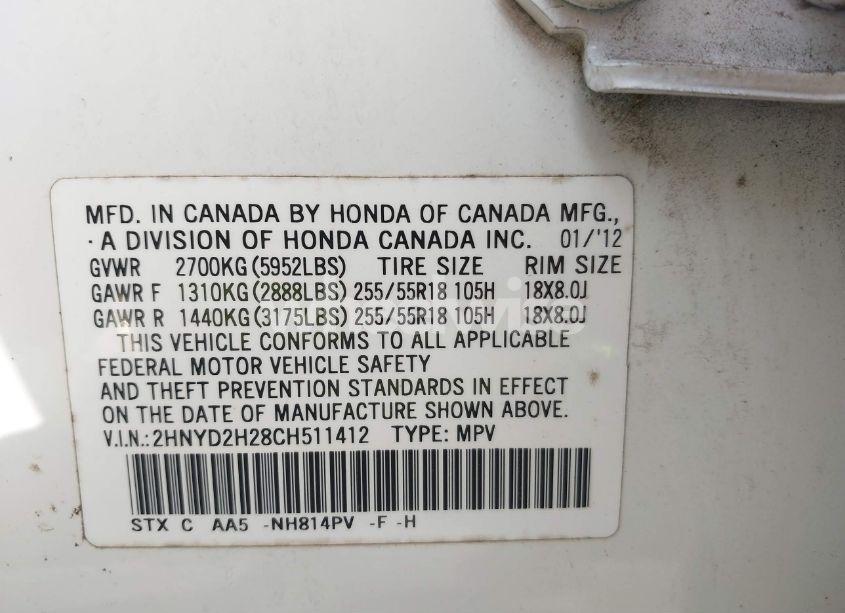 MFD. IN CANADA BY HONDA OF CANADA MFG.,
A DIVISION OF HONDA CANADA INC. 01/'12
GVWR 2700KG (5952LBS) TIRE SIZE RIM SIZE
GAWR F 1310KG (2888LBS) 255/55R18 105H 18X8.0J
GAWR R 1440KG (3175LBS) 255/55R18 105H 18X8.0J
THIS VEHICLE CONFORMS TO ALL APPLICABLE
FEDERAL MOTOR VEHICLE SAFETY
AND THEFT PREVENTION STANDARDS IN EFFECT
ON THE DATE OF MANUFACTURE SHOWN ABOVE.
V.I.N.:2HNYD2H28CH511412 TYPE: MPV
STX C AA5 -NH814PV -F -H